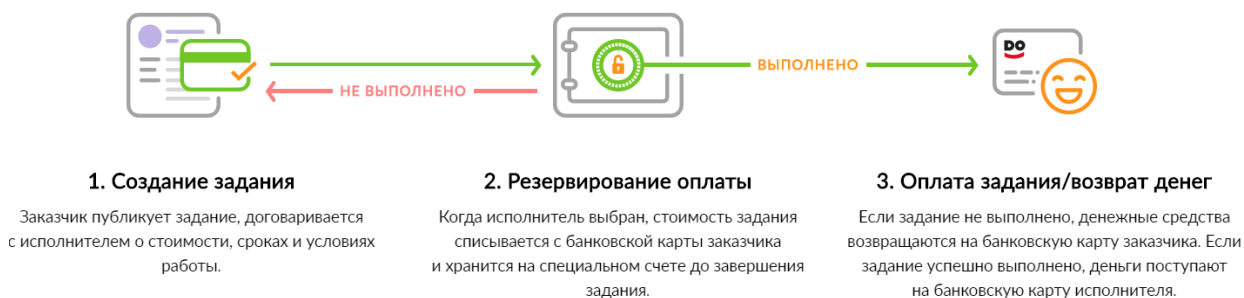 DO
ВЫПОЛНЕНО
НЕ ВЫПОЛНЕНО
1. Создание задания
Заказчик публикует задание, договаривается
с исполнителем о стоимости, сроках и условиях
работы.
2. Резервирование оплаты
Когда исполнитель выбран, стоимость задания
списывается с банковской карты заказчика
и хранится на специальном счете до завершения
задания.
3. Оплата задания/возврат денег
Если задание не выполнено, денежные средства
возвращаются на банковскую карту заказчика. Если
задание успешно выполнено, деньги поступают
на банковскую карту исполнителя.